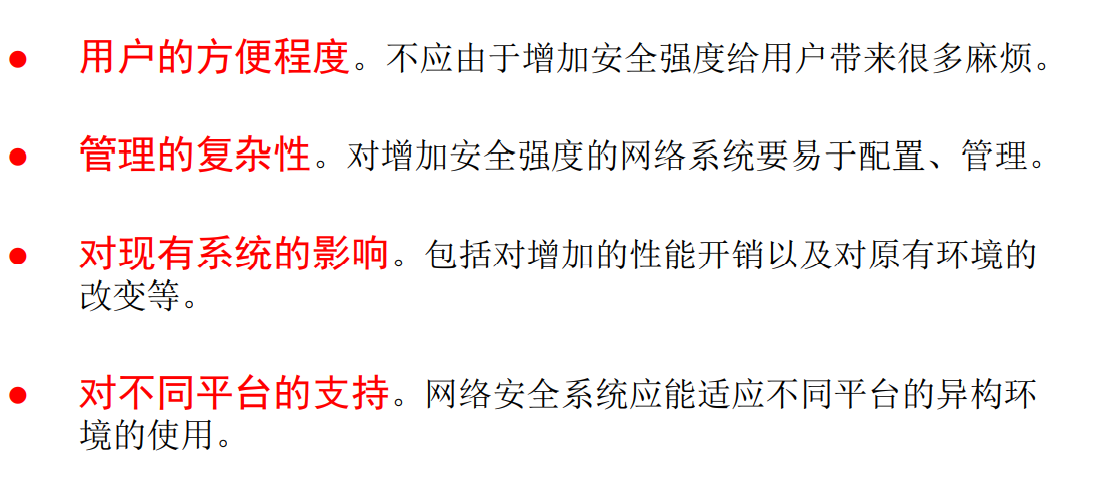 ● 用户的方便程度。不应由于增加安全强度给用户带来很多麻烦。
● 管理的复杂性。对增加安全强度的网络系统要易于配置、管理。
● 对现有系统的影响。包括对增加的性能开销以及对原有环境的
改变等。
● 对不同平台的支持。网络安全系统应能适应不同平台的异构环
境的使用。